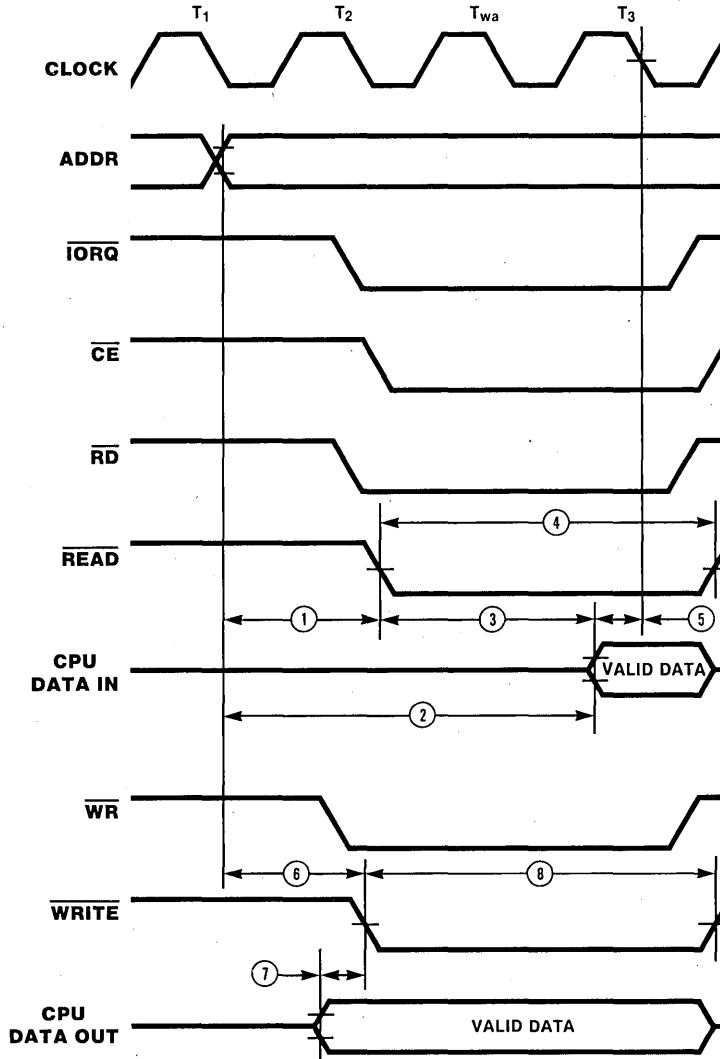 T1 T2 Twa T3
CLOCK
ADDR
IORQ
CE
RD
4
READ
1 3 5
CPU
DATA IN
VALID DATA
2
WR
6 8
WRITE
7
CPU
DATA OUT
VALID DATA